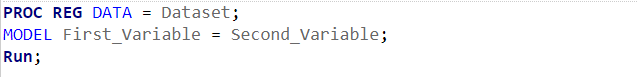 PROC REG DATA = Dataset;
MODEL First_Variable = Second_Variable;
Run;